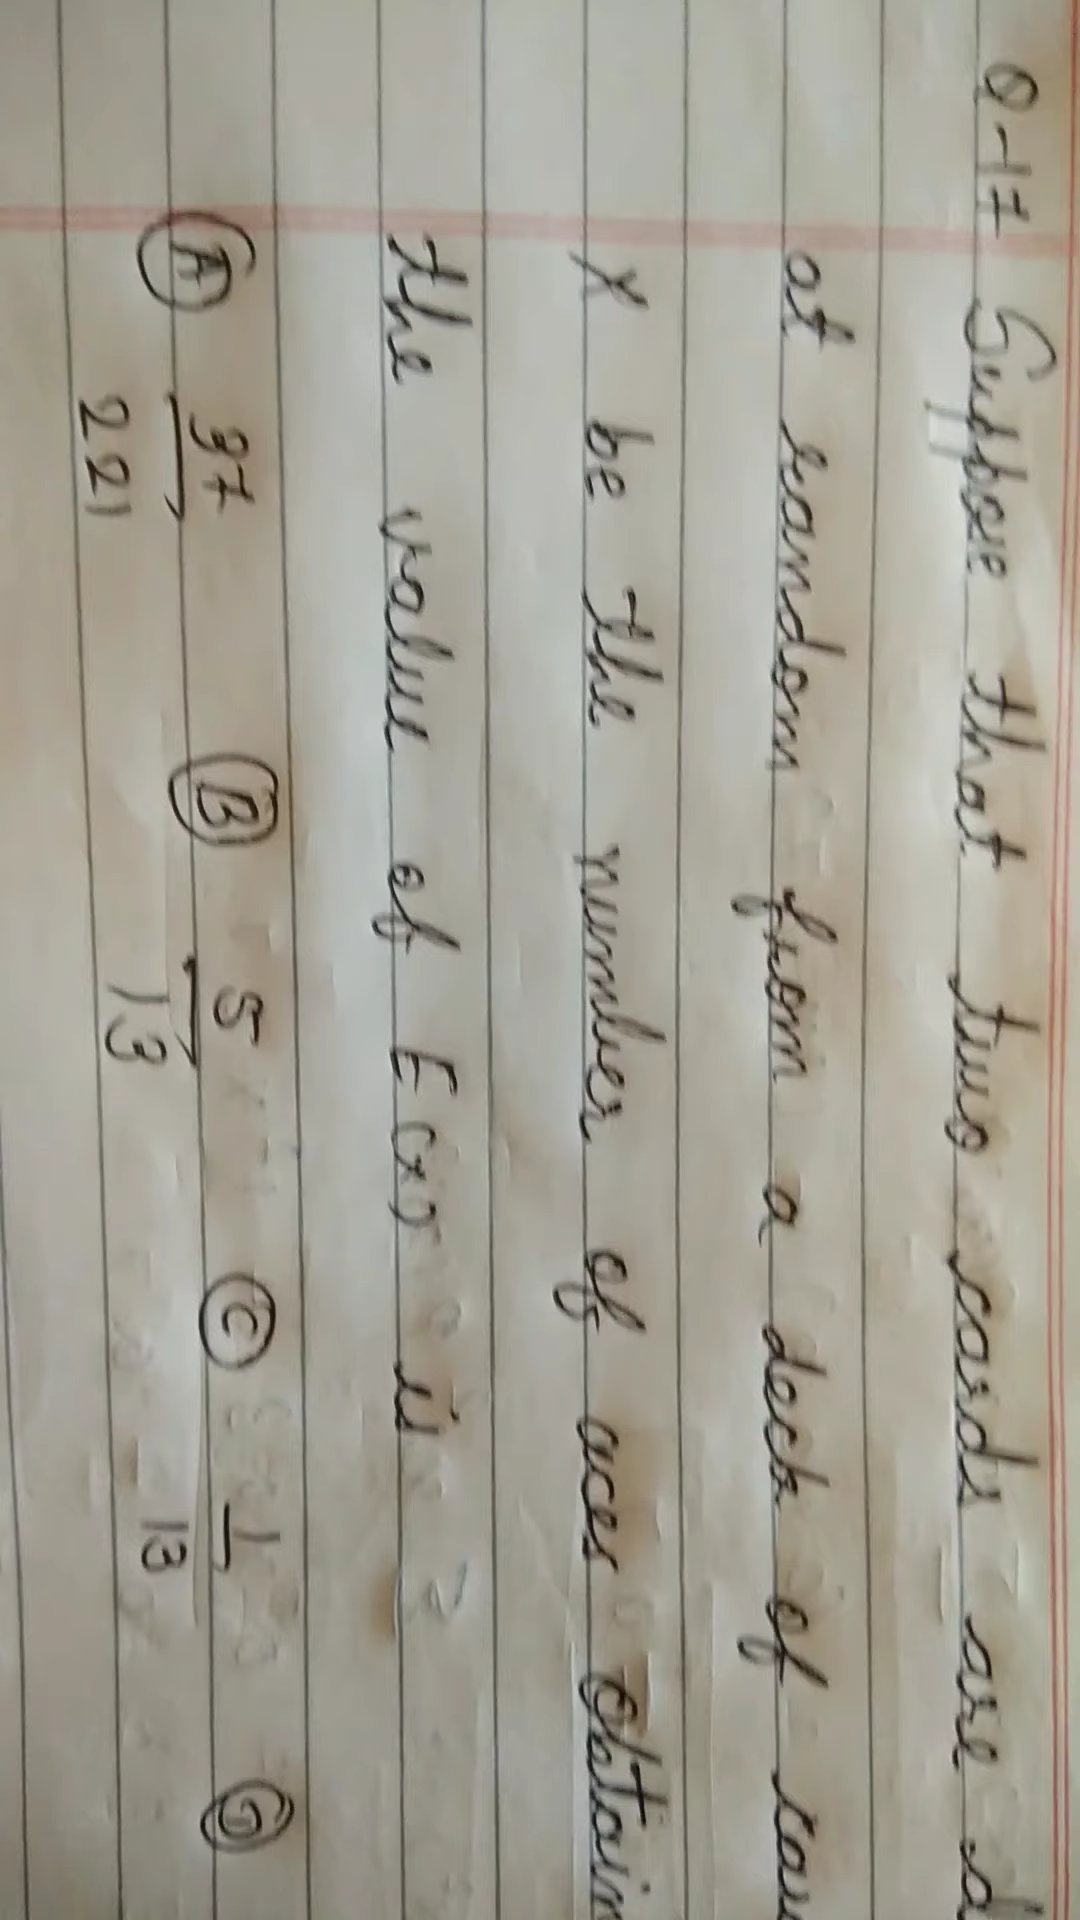 Q-17 Suppose that two cards are d
at random from a deck of car
X be the number of aces obtain
the value of E(X) is ?
(A) 37/221 (B) 5/13 (C) 1/13 (D)